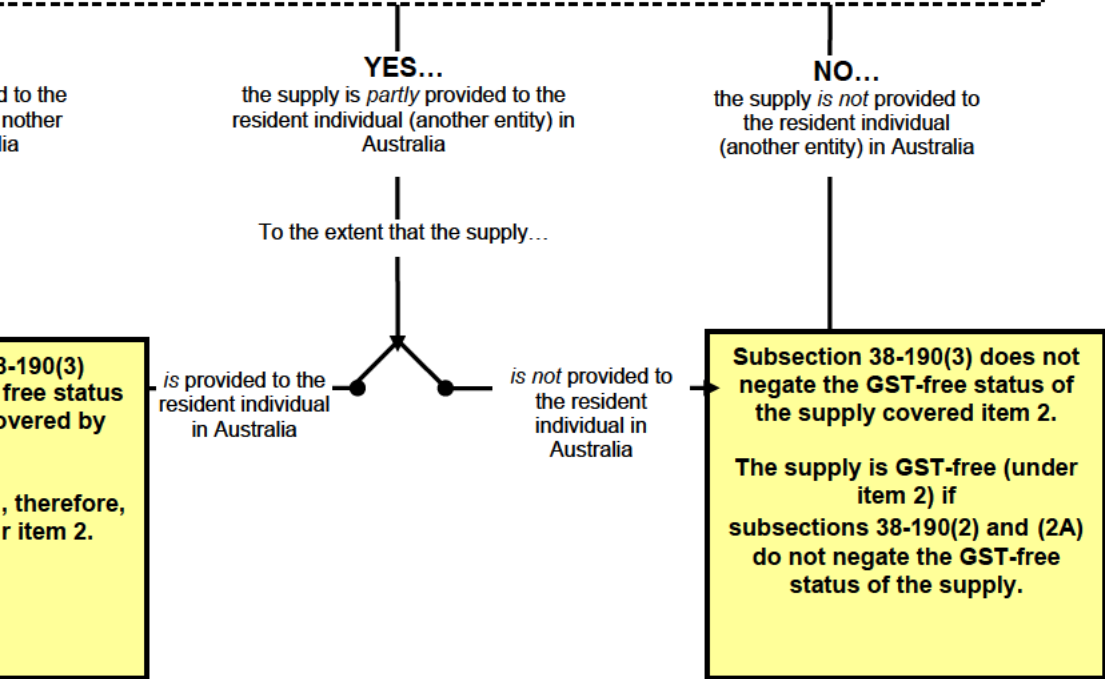 d to the
nother
lia
YES…
the supply is partly provided to the
resident individual (another entity) in
Australia
NO…
the supply is not provided to
the resident individual
(another entity) in Australia
To the extent that the supply…
8-190(3)
free status
overed by
, therefore,
r item 2.
is provided to the
resident individual
in Australia
is not provided to
the resident
individual in
Australia
Subsection 38-190(3) does not
negate the GST-free status of
the supply covered item 2.
The supply is GST-free (under
item 2) if
subsections 38-190(2) and (2A)
do not negate the GST-free
status of the supply.